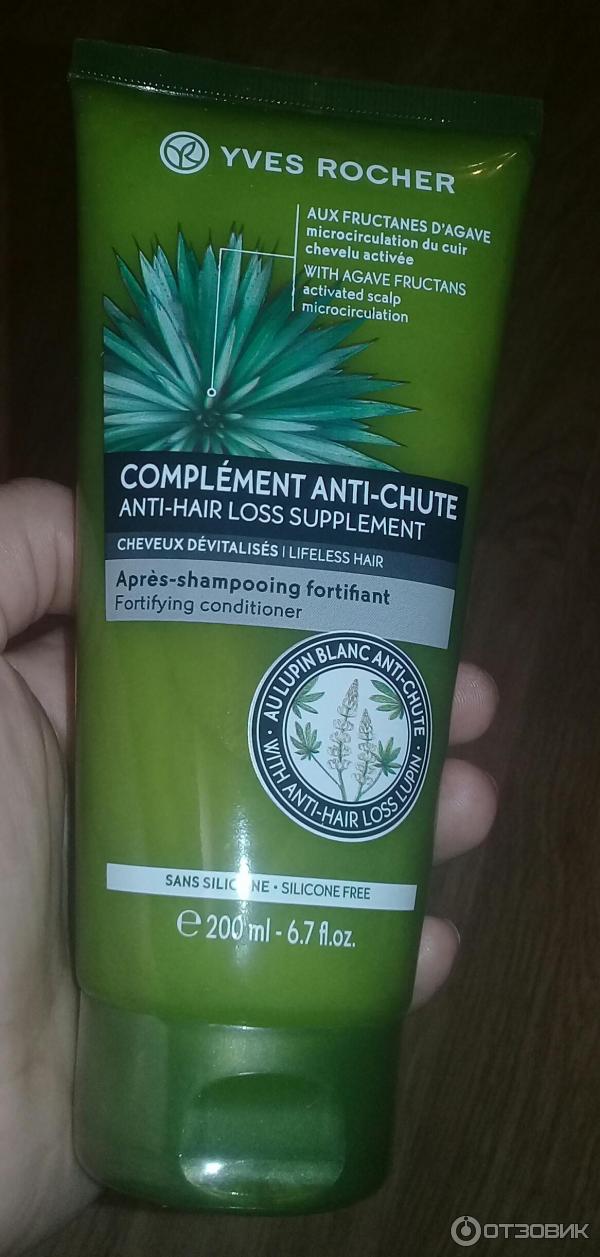 YVES ROCHER
AUX FRUCTANES D'AGAVE
microcirculation du cuir
chevelu activée
WITH AGAVE FRUCTANS
activated scalp
microcirculation
COMPLÉMENT ANTI-CHUTE
ANTI-HAIR LOSS SUPPLEMENT
CHEVEUX DÉVITALISÉS | LIFELESS HAIR
Après-shampooing fortifiant
Fortifying conditioner
• AU LUPIN BLANC ANTI-CHUTE •
WITH ANTI-HAIR LOSS LUPIN
SANS SILICONE • SILICONE FREE
℮ 200 ml - 6.7 fl.oz.
ОТЗОВИК